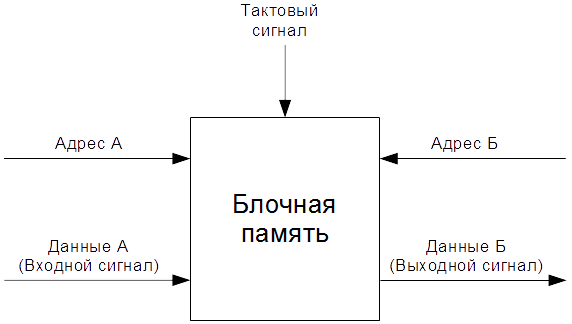 Тактовый
сигнал
Адрес А
Адрес Б
Блочная
память
Данные А
(Входной сигнал)
Данные Б
(Выходной сигнал)